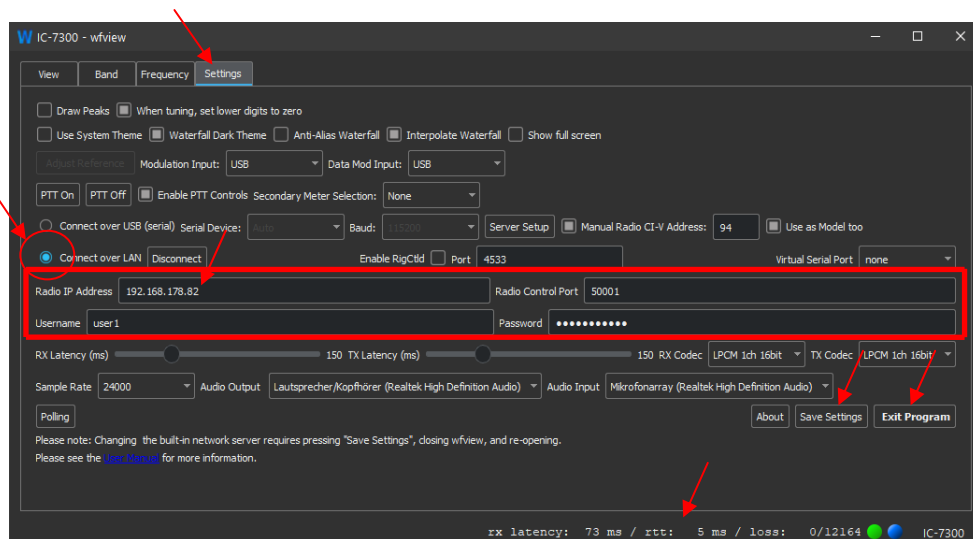 W IC-7300 - wfview
View Band Frequency Settings
Draw Peaks When tuning, set lower digits to zero
Use System Theme Waterfall Dark Theme Anti-Alias Waterfall Interpolate Waterfall Show full screen
Adjust Reference Modulation Input: USB Data Mod Input: USB
PTT On PTT Off Enable PTT Controls Secondary Meter Selection: None
Connect over USB (serial) Serial Device: Auto Baud: 115200 Server Setup Manual Radio CI-V Address: 94 Use as Model too
Connect over LAN Disconnect Enable RigCtld Port 4533 Virtual Serial Port none
Radio IP Address 192.168.178.82 Radio Control Port 50001
Username user1 Password ●●●●●●●●●●●
RX Latency (ms) 150 TX Latency (ms) 150 RX Codec LPCM 1ch 16bit TX Codec LPCM 1ch 16bit
Sample Rate 24000 Audio Output Lautsprecher/Kopfhörer (Realtek High Definition Audio) Audio Input Mikrofonarray (Realtek High Definition Audio)
Polling About Save Settings Exit Program
Please note: Changing the built-in network server requires pressing "Save Settings", closing wfview, and re-opening.
Please see the User Manual for more information.
rx latency: 73 ms / rtt: 5 ms / loss: 0/12164 IC-7300